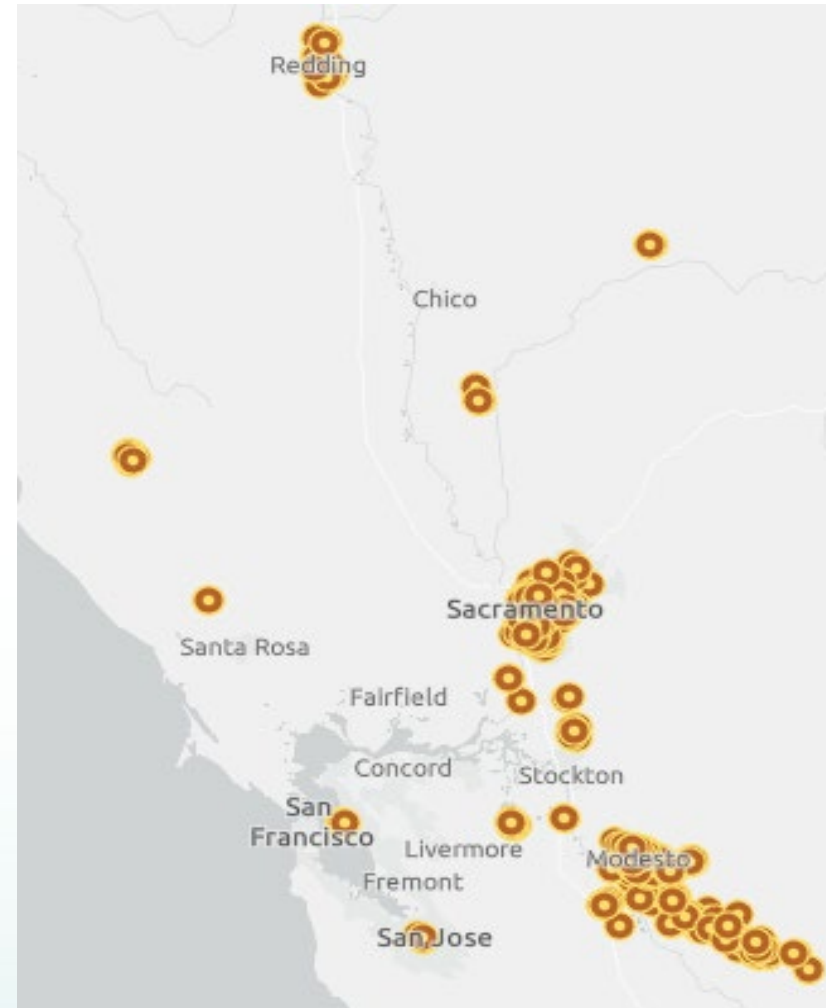 Redding
Chico
Sacramento
Santa Rosa
Fairfield
Concord
Stockton
San
Francisco
Livermore
Modesto
Fremont
San Jose